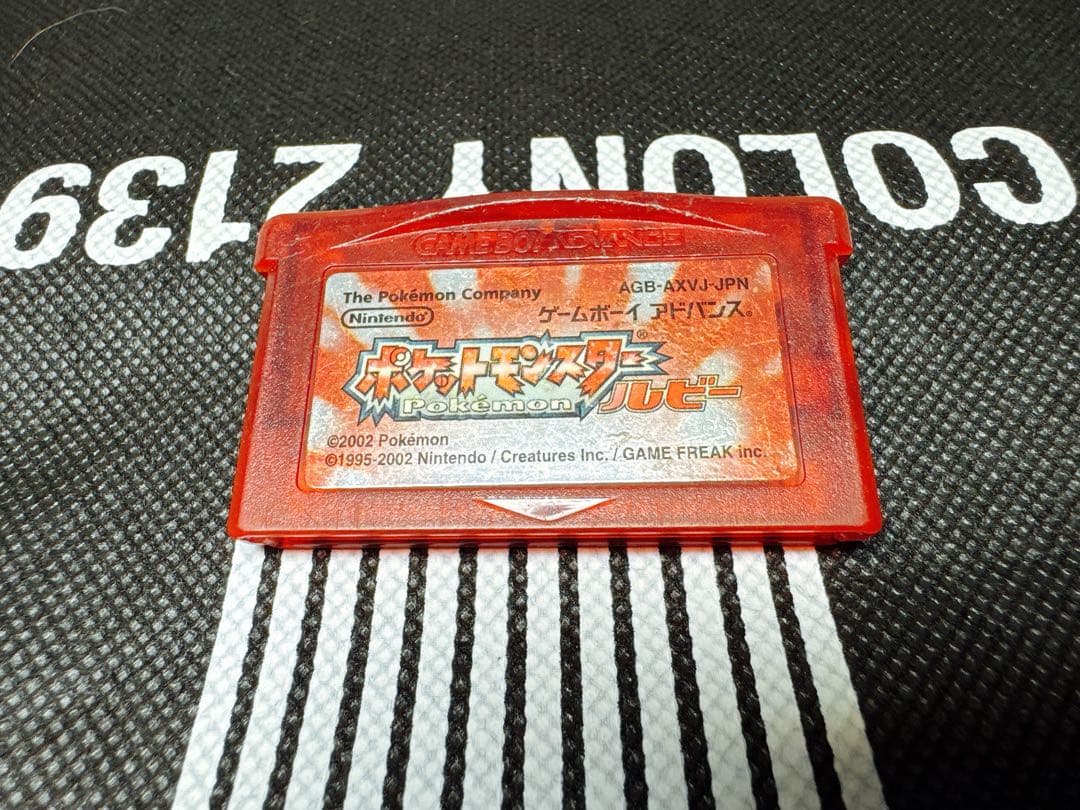 COLONY 2139
GAME BOY ADVANCE
The Pokémon Company
AGB-AXVJ-JPN
Nintendo®
ゲームボーイ アドバンス®
ポケットモンスター®
Pokémon
ルビー
©2002 Pokémon
©1995-2002 Nintendo / Creatures Inc. / GAME FREAK inc.